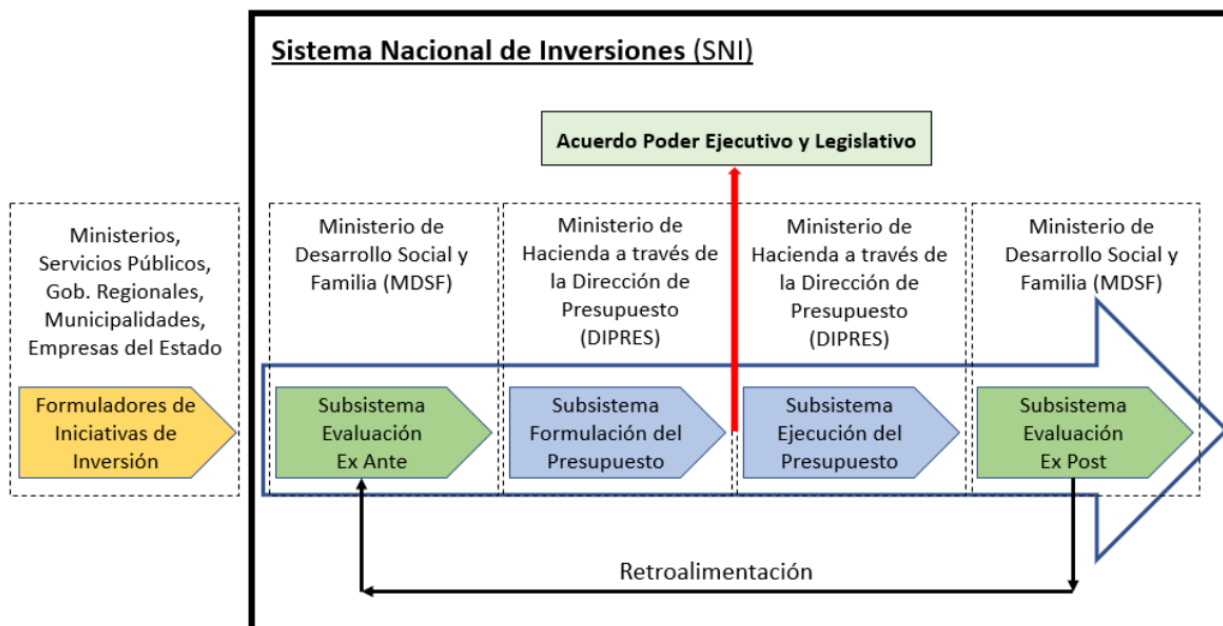 Sistema Nacional de Inversiones (SNI)
Acuerdo Poder Ejecutivo y Legislativo
Ministerios,
Servicios Públicos,
Gob. Regionales,
Municipalidades,
Empresas del Estado
Formuladores de
Iniciativas de
Inversión
Ministerio de
Desarrollo Social y
Familia (MDSF)
Subsistema
Evaluación
Ex Ante
Ministerio de
Hacienda a través de
la Dirección de
Presupuesto
(DIPRES)
Subsistema
Formulación del
Presupuesto
Ministerio de
Hacienda a través de
la Dirección de
Presupuesto
(DIPRES)
Subsistema
Ejecución del
Presupuesto
Ministerio de
Desarrollo Social y
Familia (MDSF)
Subsistema
Evaluación
Ex Post
Retroalimentación